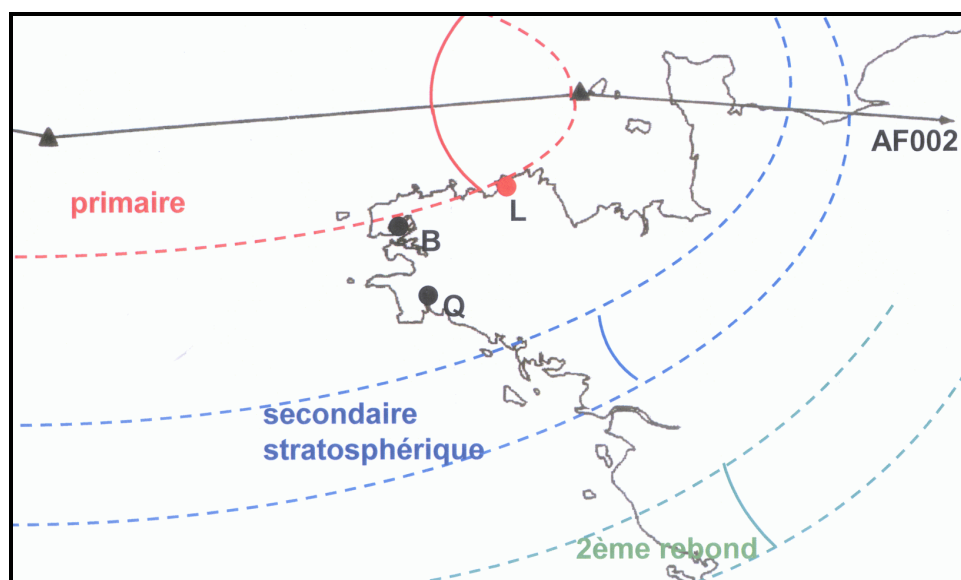 AF002
primaire
L
B
Q
secondaire
stratosphérique
2ème rebond